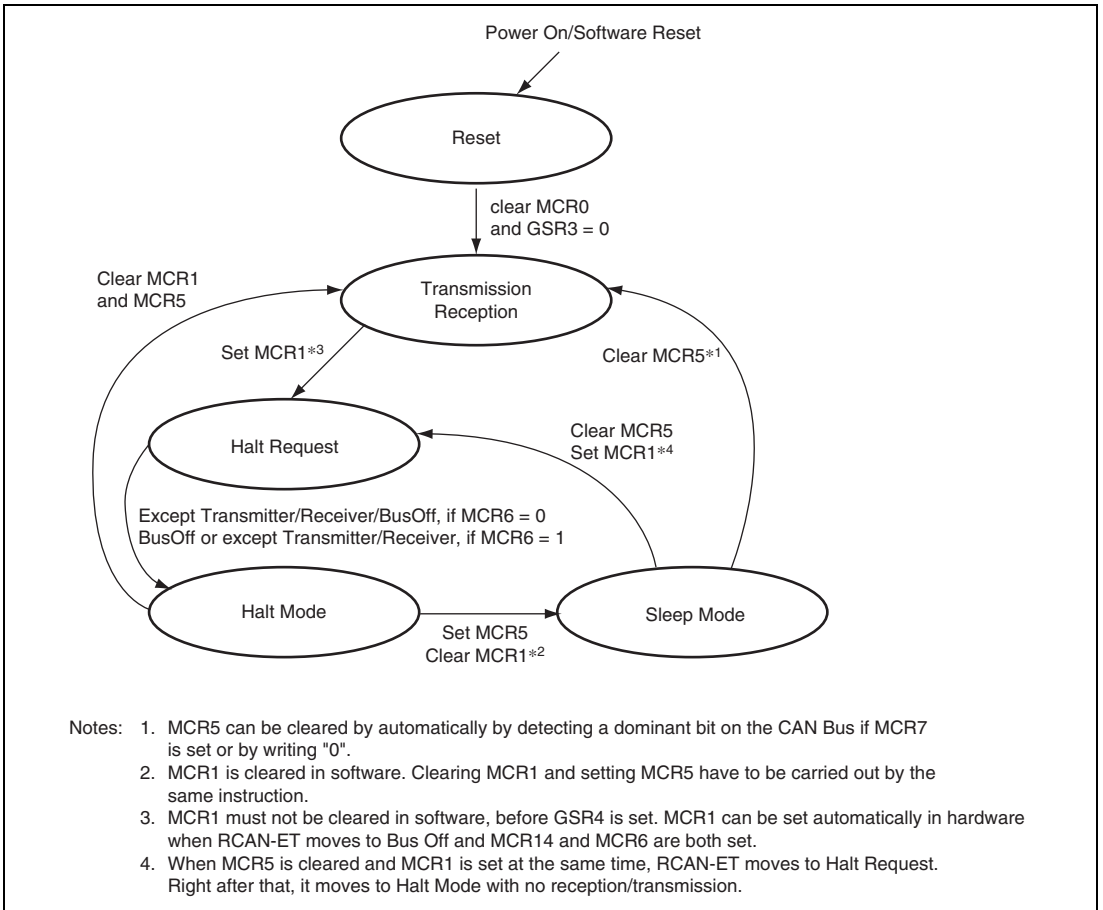 Power On/Software Reset
Reset
clear MCR0
and GSR3 = 0
Clear MCR1
and MCR5
Transmission
Reception
Set MCR1*3
Clear MCR5*1
Halt Request
Clear MCR5
Set MCR1*4
Except Transmitter/Receiver/BusOff, if MCR6 = 0
BusOff or except Transmitter/Receiver, if MCR6 = 1
Halt Mode
Sleep Mode
Set MCR5
Clear MCR1*2
Notes: 1. MCR5 can be cleared by automatically by detecting a dominant bit on the CAN Bus if MCR7
is set or by writing "0".
2. MCR1 is cleared in software. Clearing MCR1 and setting MCR5 have to be carried out by the
same instruction.
3. MCR1 must not be cleared in software, before GSR4 is set. MCR1 can be set automatically in hardware
when RCAN-ET moves to Bus Off and MCR14 and MCR6 are both set.
4. When MCR5 is cleared and MCR1 is set at the same time, RCAN-ET moves to Halt Request.
Right after that, it moves to Halt Mode with no reception/transmission.